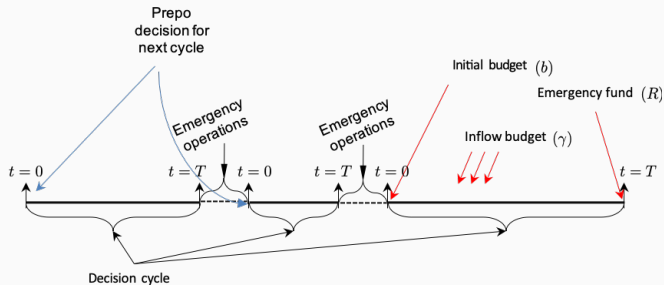 Prepo
decision for
next cycle
Emergency
operations
Emergency
operations
Initial budget (b)
Emergency fund (R)
Inflow budget (γ)
t = 0
t = T
t = 0
t = T
t = 0
t = T
Decision cycle